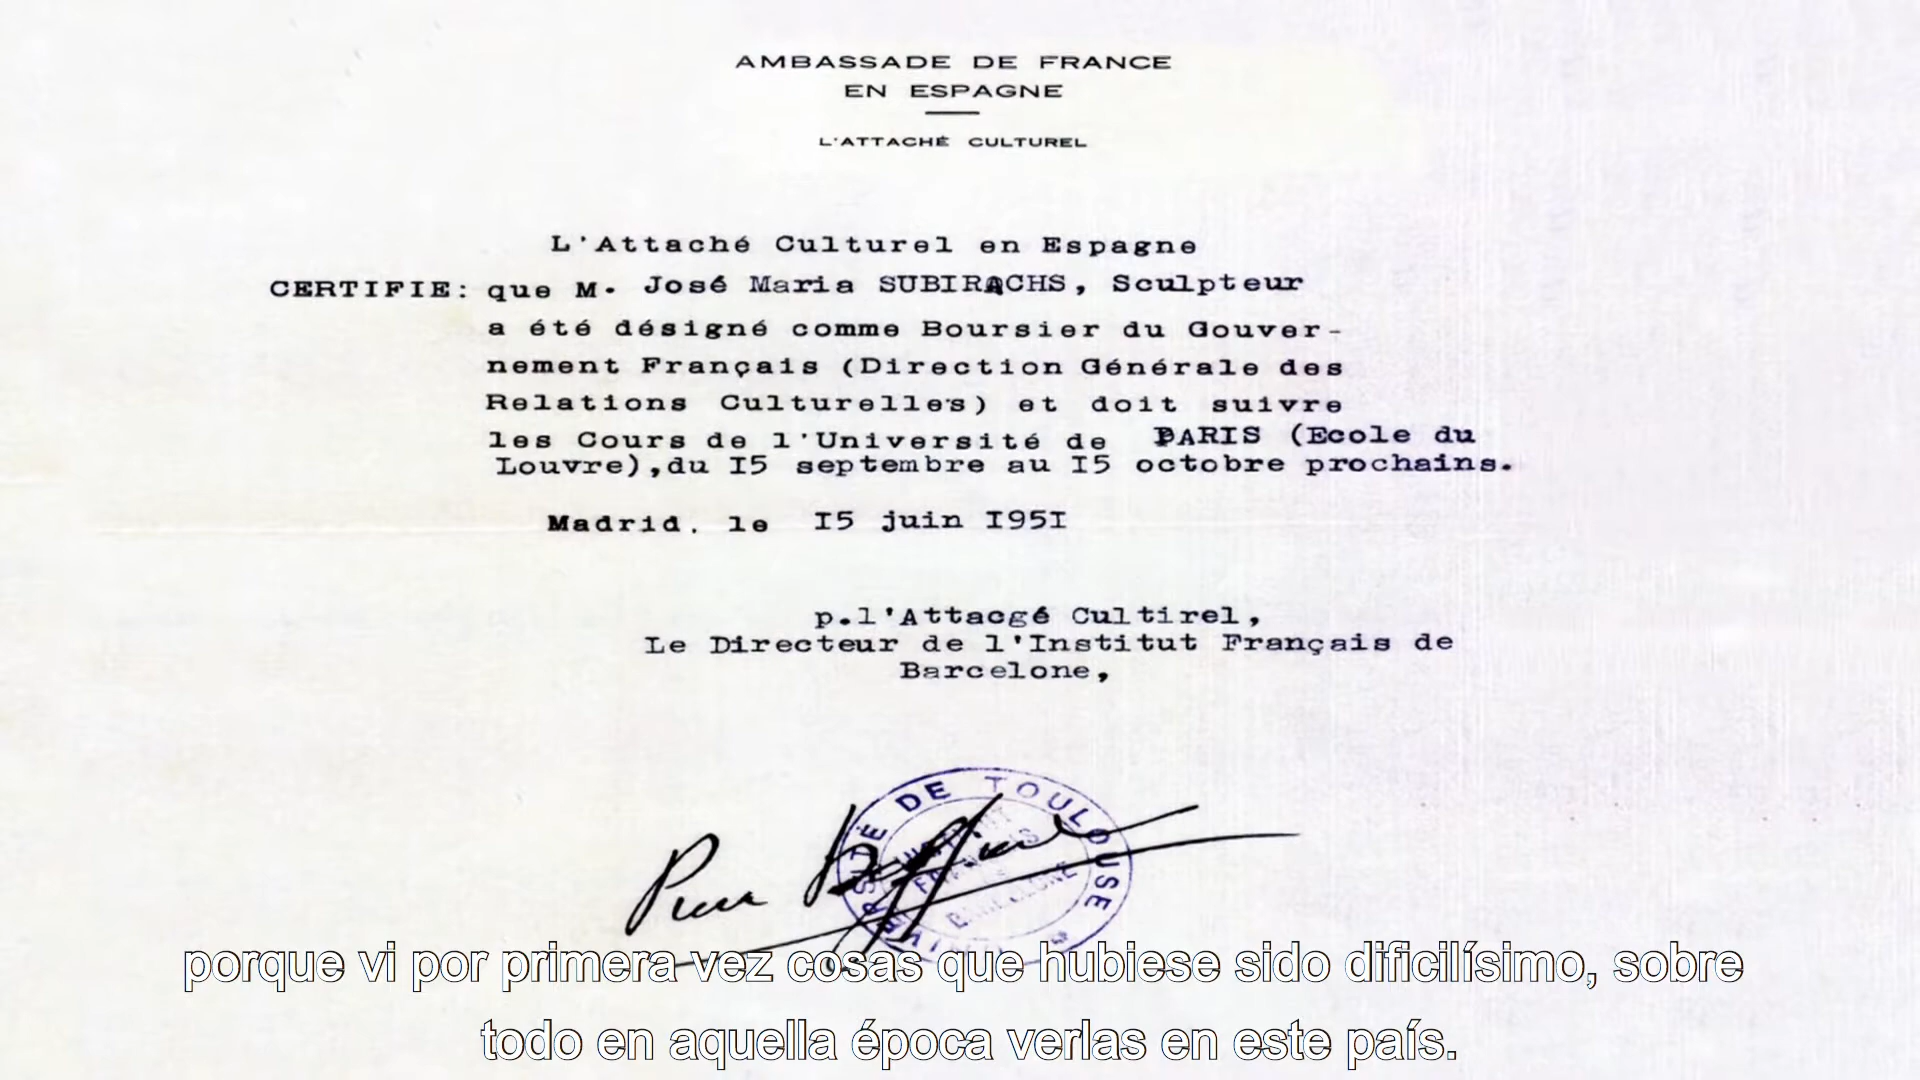 AMBASSADE DE FRANCE
EN ESPAGNE
L'ATTACHÉ CULTUREL
L'Attaché Culturel en Espagne
CERTIFIE: que M. José Maria SUBIRACHS, Sculpteur
a été désigné comme Boursier du Gouver-
nement Français (Direction Générale des
Relations Culturelles) et doit suivre
les Cours de l'Université de PARIS (Ecole du
Louvre),du I5 septembre au I5 octobre prochains.
Madrid. le I5 juin I95I
p.l'Attacgé Cultirel,
Le Directeur de l'Institut Français de
Barcelone,
DE TOULOUSE
porque vi por primera vez cosas que hubiese sido dificilísimo, sobre
todo en aquella época verlas en este país.